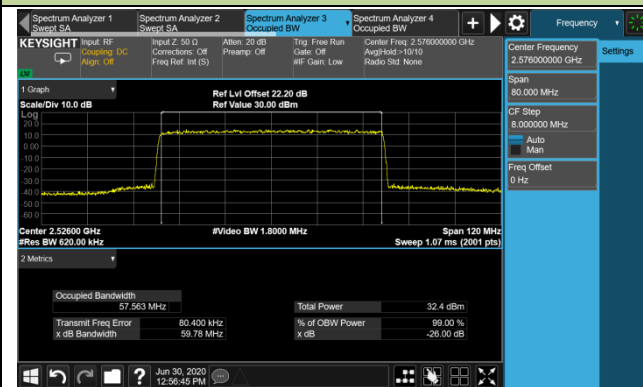 Spectrum Analyzer 1
Swept SA
Spectrum Analyzer 2
Swept SA
Spectrum Analyzer 3
Occupied BW
Spectrum Analyzer 4
Occupied BW
+
Frequency
KEYSIGHT
Input: RF
Coupling: DC
Align: Off
Input Z: 50 Ω
Corrections: Off
Freq Ref: Int (S)
Atten: 20 dB
Preamp: Off
Trig: Free Run
Gate: Off
#IF Gain: Low
Center Freq: 2.576000000 GHz
Avg|Hold:>10/10
Radio Std: None
Center Frequency
2.576000000 GHz
Settings
Span
80.000 MHz
CF Step
8.000000 MHz
Auto
Man
Freq Offset
0 Hz
1 Graph
Ref Lvl Offset 22.20 dB
Scale/Div 10.0 dB
Ref Value 30.00 dBm
Log
20.0
10.0
0.00
-10.0
-20.0
-30.0
-40.0
-50.0
-60.0
Center 2.52600 GHz
#Video BW 1.8000 MHz
Span 120 MHz
#Res BW 620.00 kHz
Sweep 1.07 ms (2001 pts)
2 Metrics
Occupied Bandwidth
57.563 MHz
Total Power
32.4 dBm
Transmit Freq Error
80.400 kHz
% of OBW Power
99.00 %
x dB Bandwidth
59.78 MHz
x dB
-26.00 dB
?
Jun 30, 2020
12:56:45 PM